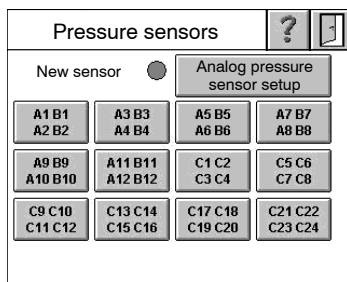 Pressure sensors
?
New sensor
Analog pressure
sensor setup
A1 B1
A2 B2
A3 B3
A4 B4
A5 B5
A6 B6
A7 B7
A8 B8
A9 B9
A10 B10
A11 B11
A12 B12
C1 C2
C3 C4
C5 C6
C7 C8
C9 C10
C11 C12
C13 C14
C15 C16
C17 C18
C19 C20
C21 C22
C23 C24